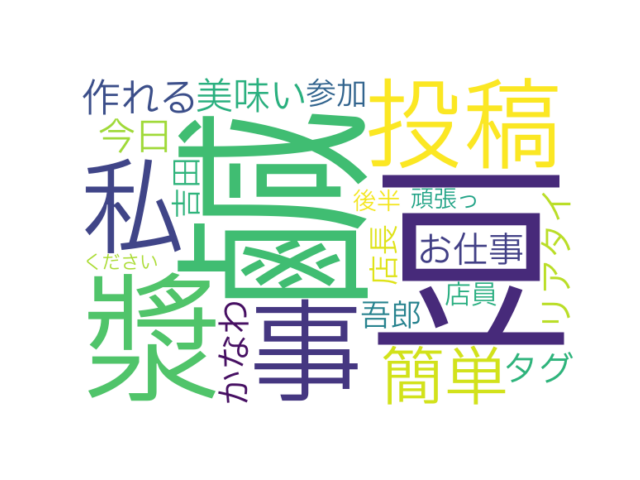 作れる
美味い
参加
投稿
今日
鹹
豆
私
吉田
後半
頑張っ
リアタイ
店長
お仕事
ください
漿
店員
かなわ
事
吾郎
簡単
タグ